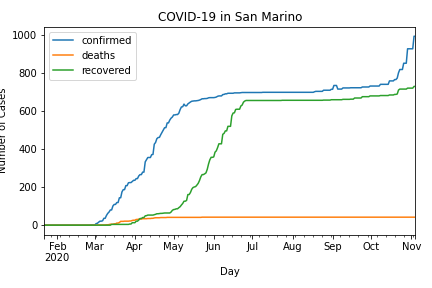 COVID-19 in San Marino
confirmed
deaths
recovered
1000
800
600
400
200
0
Number of Cases
Feb
2020
Mar
Apr
May
Jun
Jul
Aug
Sep
Oct
Nov
Day